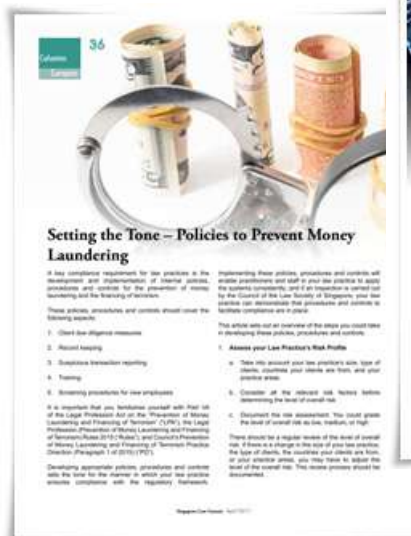 Columns
36
Compass
Setting the Tone – Policies to Prevent Money
Laundering
A key compliance requirement for law practices is the
development and implementation of internal policies,
procedures and controls for the prevention of money
laundering and the financing of terrorism.
These policies, procedures and controls should cover the
following aspects:
1. Client due diligence measures
2. Record keeping
3. Suspicious transaction reporting
4. Training
5. Screening procedures for new employees
It is important that you familiarise yourself with Part VA
of the Legal Profession Act on the "Prevention of Money
Laundering and Financing of Terrorism" ("LPA"), the Legal
Profession (Prevention of Money Laundering and Financing
of Terrorism) Rules 2015 ("Rules"), and Council's Prevention
of Money Laundering and Financing of Terrorism Practice
Direction (Paragraph 1 of 2015) ("PD").
Developing appropriate policies, procedures and controls
sets the tone for the manner in which your law practice
ensures compliance with the regulatory framework.
Implementing these policies, procedures and controls will
enable practitioners and staff in your law practice to apply
the systems consistently, and if an inspection is carried out
by the Council of the Law Society of Singapore, your law
practice can demonstrate that procedures and controls to
facilitate compliance are in place.
This article sets out an overview of the steps you could take
in developing these policies, procedures and controls.
1. Assess your Law Practice's Risk Profile
a. Take into account your law practice's size, type of
clients, countries your clients are from, and your
practice areas.
b. Consider all the relevant risk factors before
determining the level of overall risk.
c. Document the risk assessment. You could grade
the level of overall risk as low, medium, or high.
There should be a regular review of the level of overall
risk. If there is a change in the size of your law practice,
the type of clients, the countries your clients are from,
or your practice areas, you may have to adjust the
level of the overall risk. This review process should be
documented.
Singapore Law Gazette